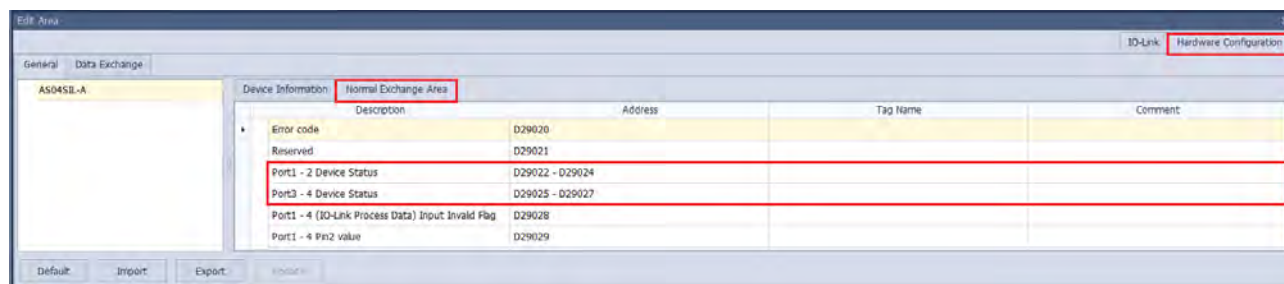 Edit Area
IO-Link Hardware Configuration
General Data Exchange
AS04SIL-A
Device Information Normal Exchange Area
Description Address Tag Name Comment
Error code D29020
Reserved D29021
Port1 - 2 Device Status D29022 - D29024
Port3 - 4 Device Status D29025 - D29027
Port1 - 4 (IO-Link Process Data) Input Invalid Flag D29028
Port1 - 4 Pin2 value D29029
Default Import Export